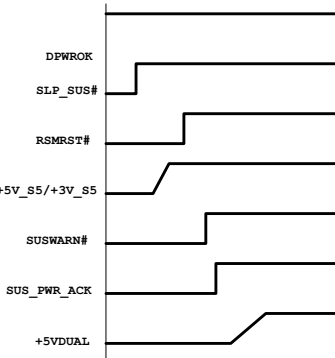 DPWROK
SLP_SUS#
RSMRST#
+5V_S5/+3V_S5
SUSWARN#
SUS_PWR_ACK
+5VDUAL